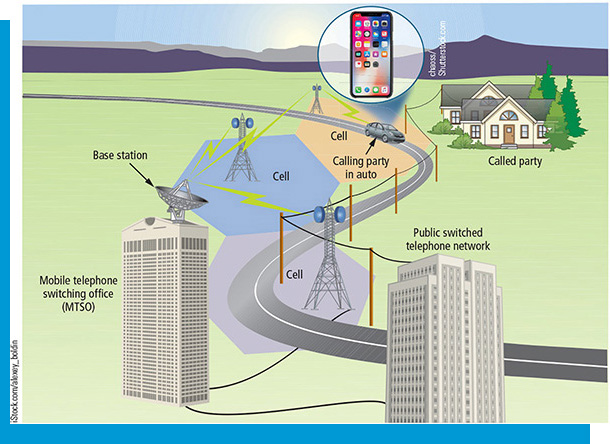 chaoss/
Shutterstock.com
Cell
Base station
Calling party
in auto
Called party
Cell
Public switched
telephone network
Mobile telephone
switching office
(MTSO)
Cell
iStock.com/alexey_boldin